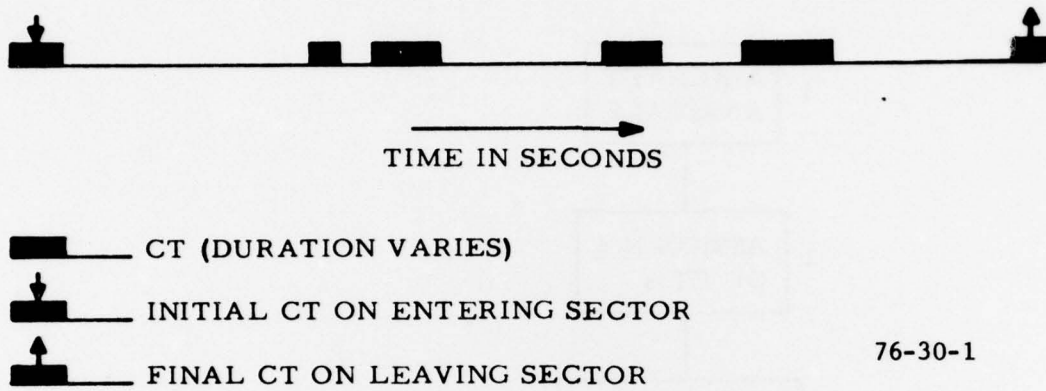 TIME IN SECONDS
CT (DURATION VARIES)
INITIAL CT ON ENTERING SECTOR
76-30-1
FINAL CT ON LEAVING SECTOR